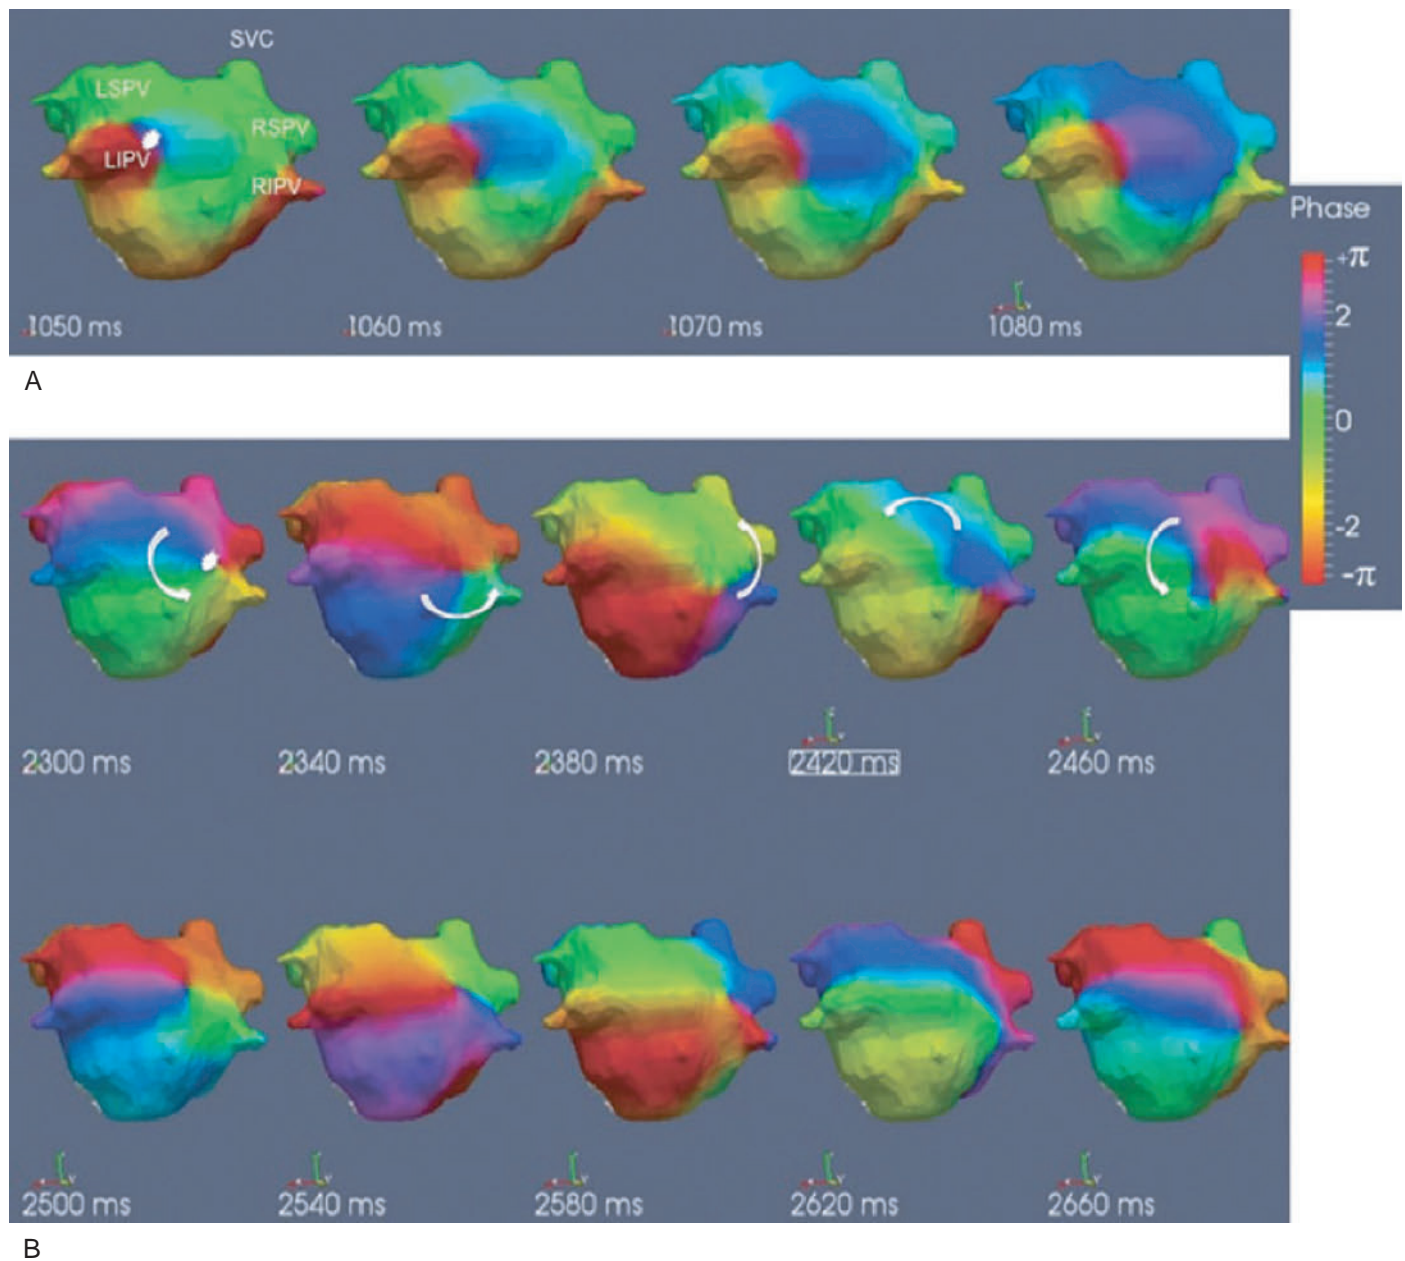 SVC
LSPV
RSPV
LIPV
RIPV
1050 ms
1060 ms
1070 ms
1080 ms
Phase
+π
2
0
-2
-π
A
2300 ms
2340 ms
2380 ms
2420 ms
2460 ms
2500 ms
2540 ms
2580 ms
2620 ms
2660 ms
B